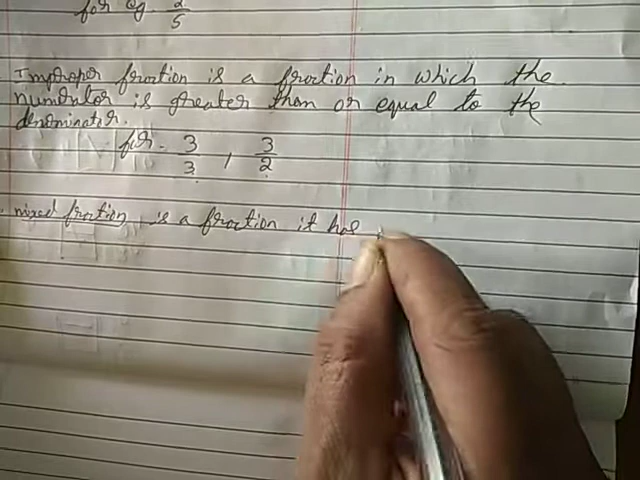 for eg. 2/5
Improper fraction is a fraction in which the
numerator is greater than or equal to the
denominator.
for. 3/3 , 3/2
mixed fraction is a fraction it has